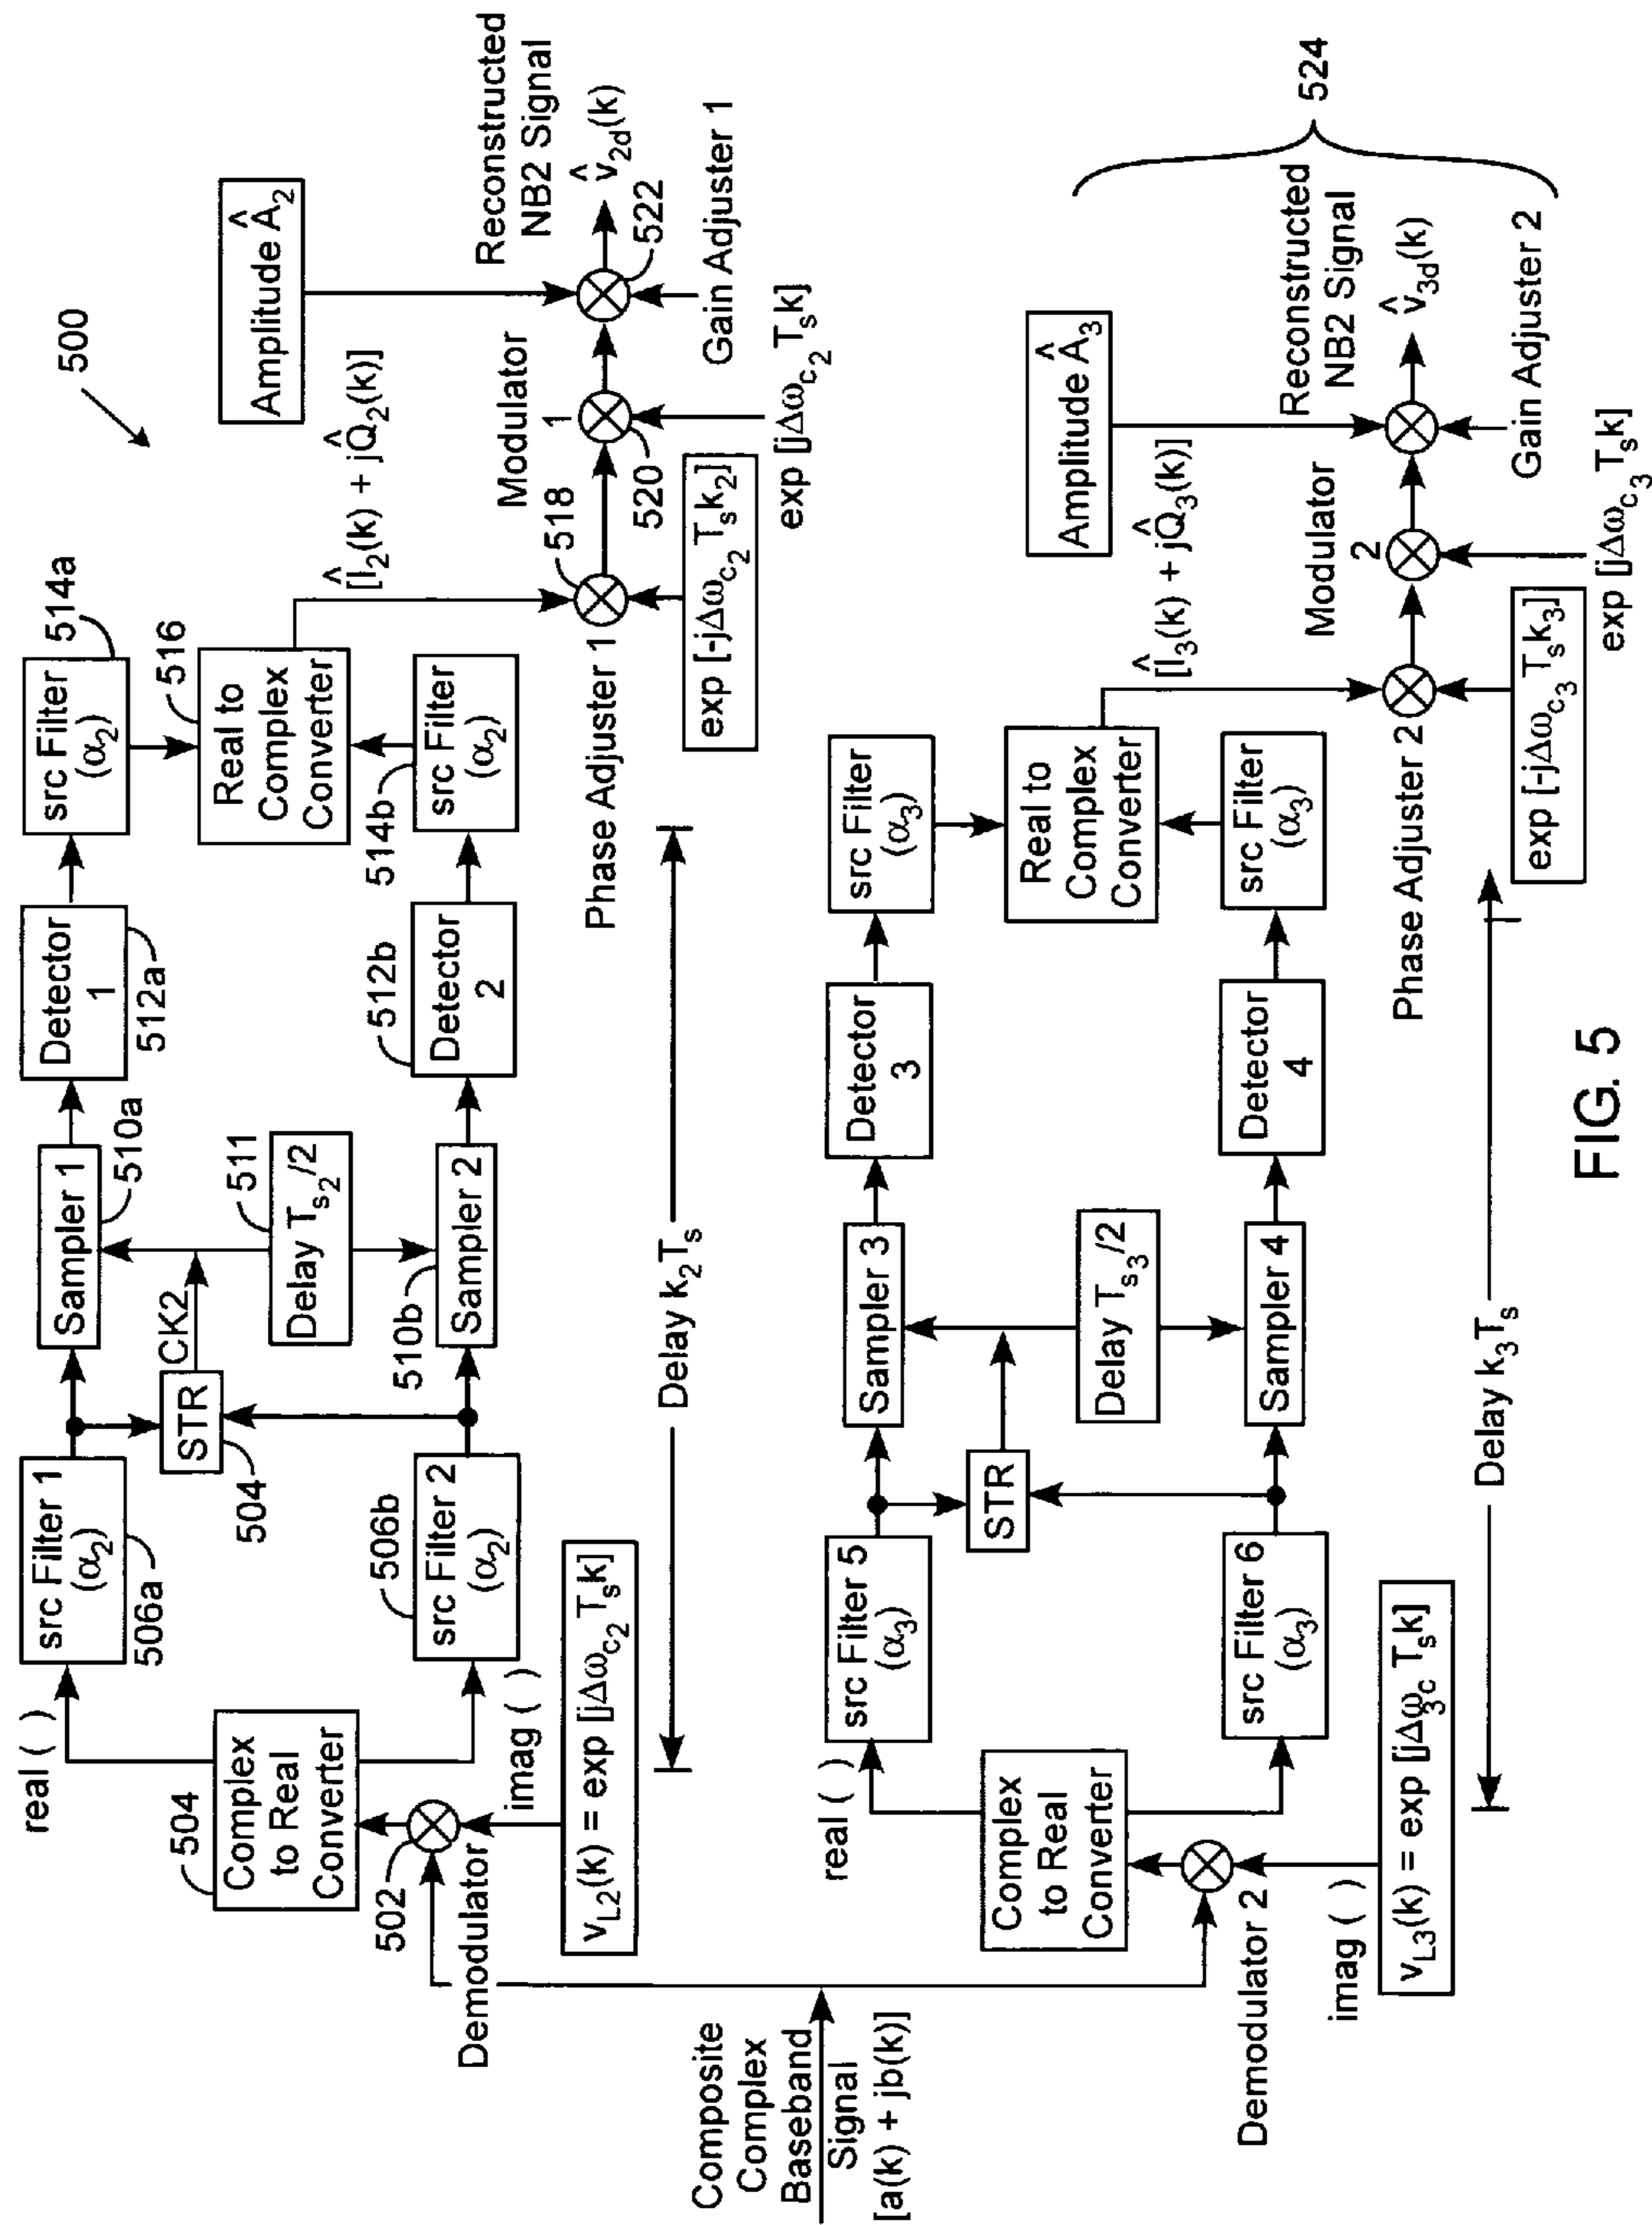 500
Composite
Complex
Baseband
Signal
[a(k) + jb(k)]
Demodulator
502
504
Complex
to Real
Converter
real ( )
imag ( )
v_L2(k) = exp [jΔω_c2 T_s k]
src Filter 1
(α_2)
506a
src Filter 2
(α_2)
506b
STR
504
CK2
Sampler 1
510a
511
Delay T_s2/2
510b
Sampler 2
Detector
1
512a
512b
Detector
2
src Filter
(α_2)
514a
516
Real to
Complex
Converter
514b
src Filter
(α_2)
[Î_2(k) + jQ̂_2(k)]
Phase Adjuster 1
518
exp [-jΔω_c2 T_s k_2]
Modulator
1
520
exp [jΔω_c2 T_s k]
Amplitude Â_2
522
Gain Adjuster 1
Reconstructed
NB2 Signal
v̂_2d(k)
Delay k_2T_s
Demodulator 2
Complex
to Real
Converter
real ( )
imag ( )
v_L3(k) = exp [jΔω_3c T_s k]
src Filter 5
(α_3)
src Filter 6
(α_3)
STR
Sampler 3
Delay T_s3/2
Sampler 4
Detector
3
Detector
4
src Filter
(α_3)
Real to
Complex
Converter
src Filter
(α_3)
[Î_3(k) + jQ̂_3(k)]
Phase Adjuster 2
exp [-jΔω_c3 T_s k_3]
Modulator
2
exp [jΔω_c3 T_s k]
Amplitude Â_3
Gain Adjuster 2
Reconstructed
NB2 Signal
v̂_3d(k)
524
Delay k_3T_s
FIG. 5